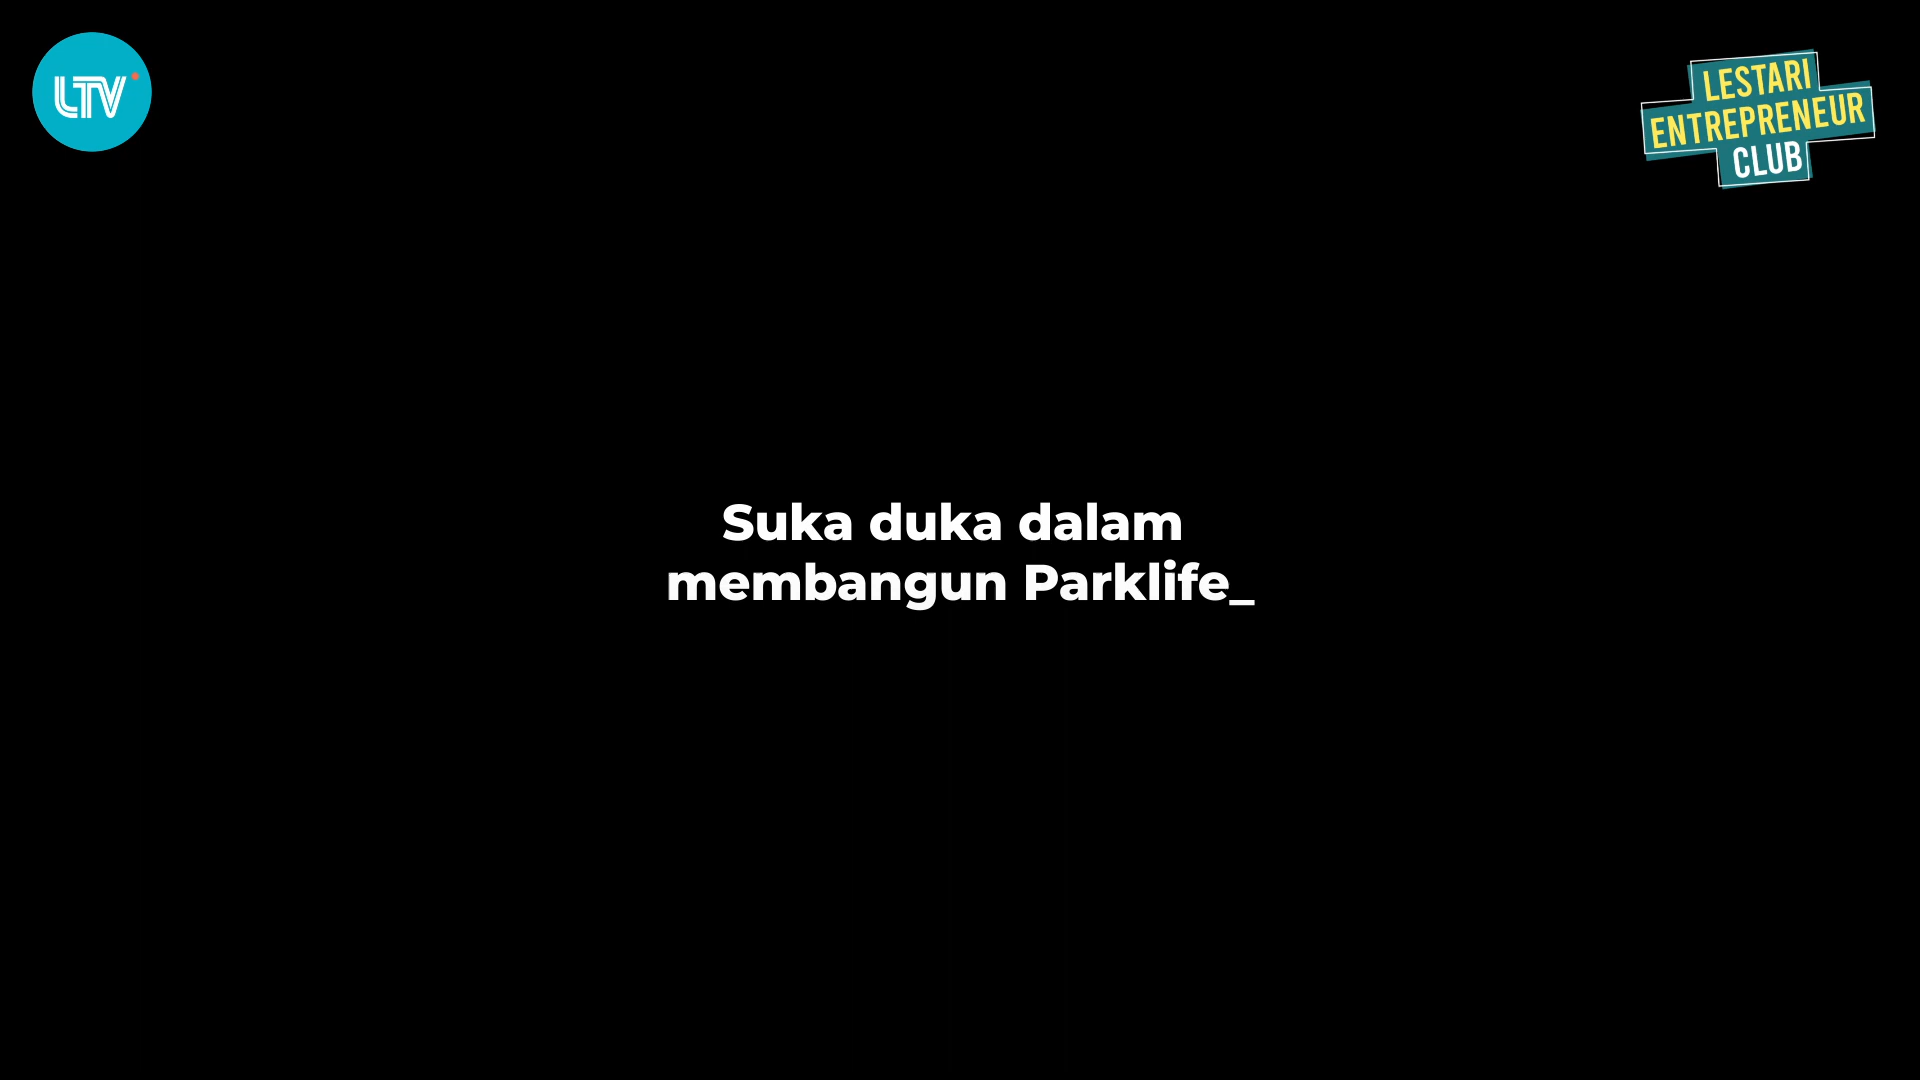 LTV
LESTARI
ENTREPRENEUR
CLUB
Suka duka dalam
membangun Parklife_